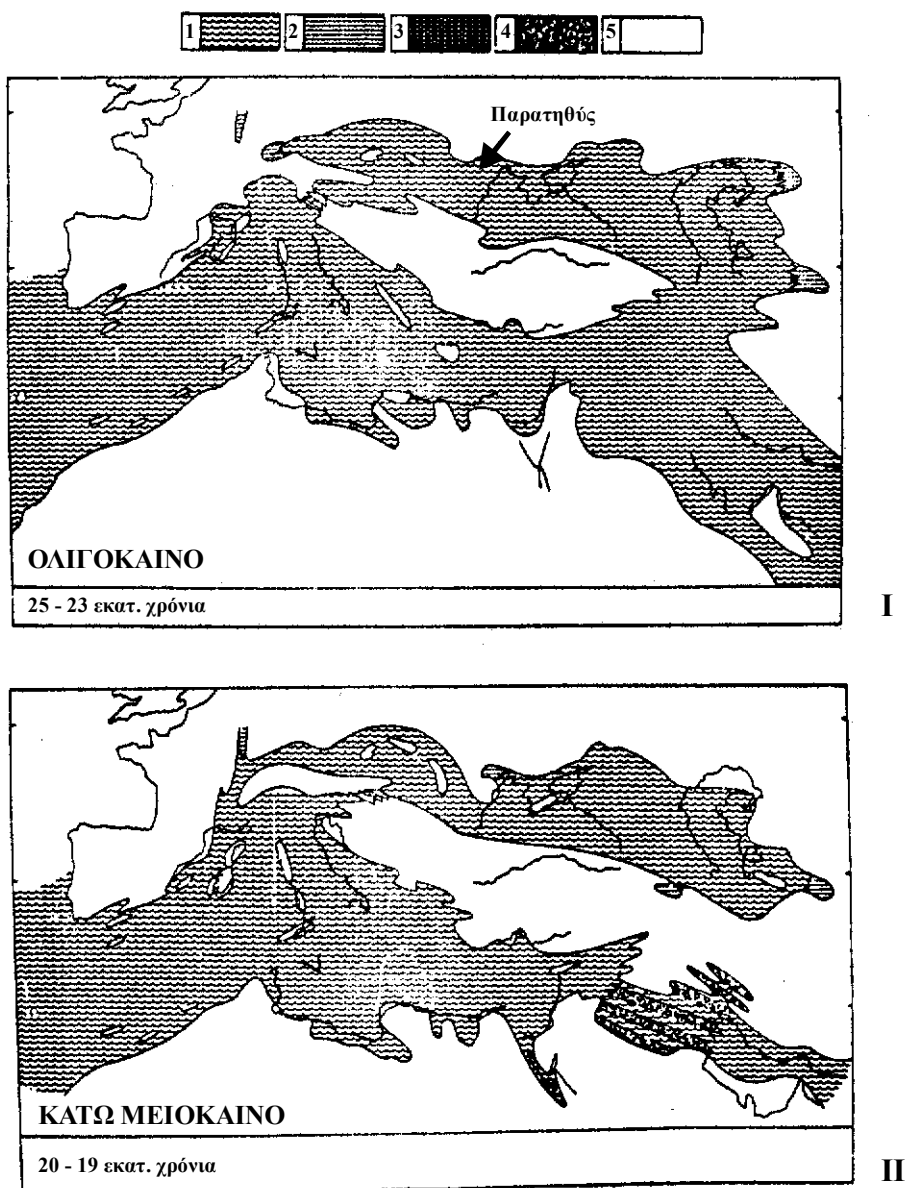 1 2 3 4 5
Παρατηθύς
ΟΛΙΓΟΚΑΙΝΟ
25 - 23 εκατ. χρόνια
I
ΚΑΤΩ ΜΕΙΟΚΑΙΝΟ
20 - 19 εκατ. χρόνια
II